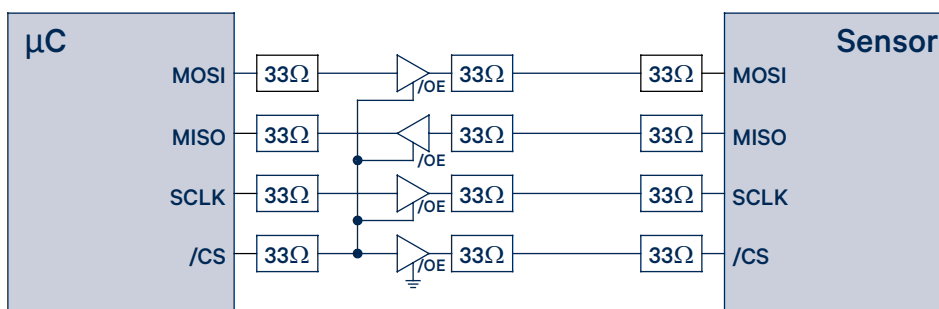 µC
Sensor
MOSI 33Ω 33Ω 33Ω MOSI
/OE
MISO 33Ω 33Ω 33Ω MISO
/OE
SCLK 33Ω 33Ω 33Ω SCLK
/OE
/CS 33Ω 33Ω 33Ω /CS
/OE